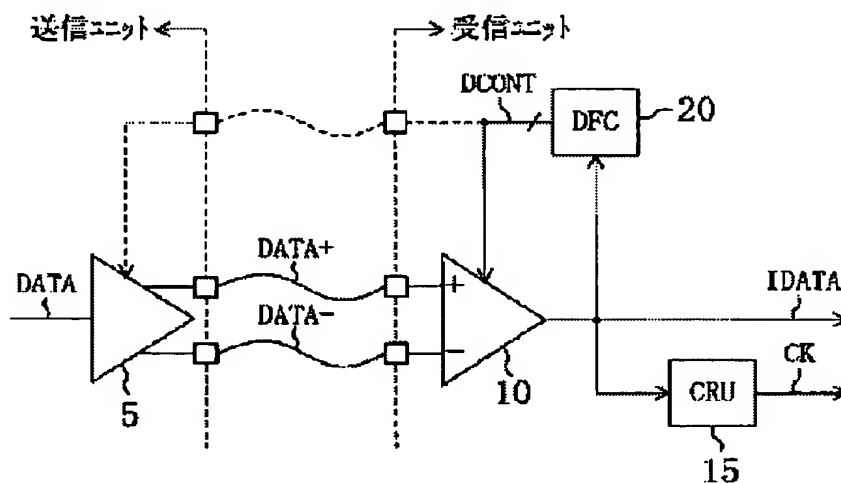 送信ユニット
受信ユニット
DCONT
DFC
20
DATA+
DATA
+
IDATA
DATA-
-
10
CK
5
CRU
15